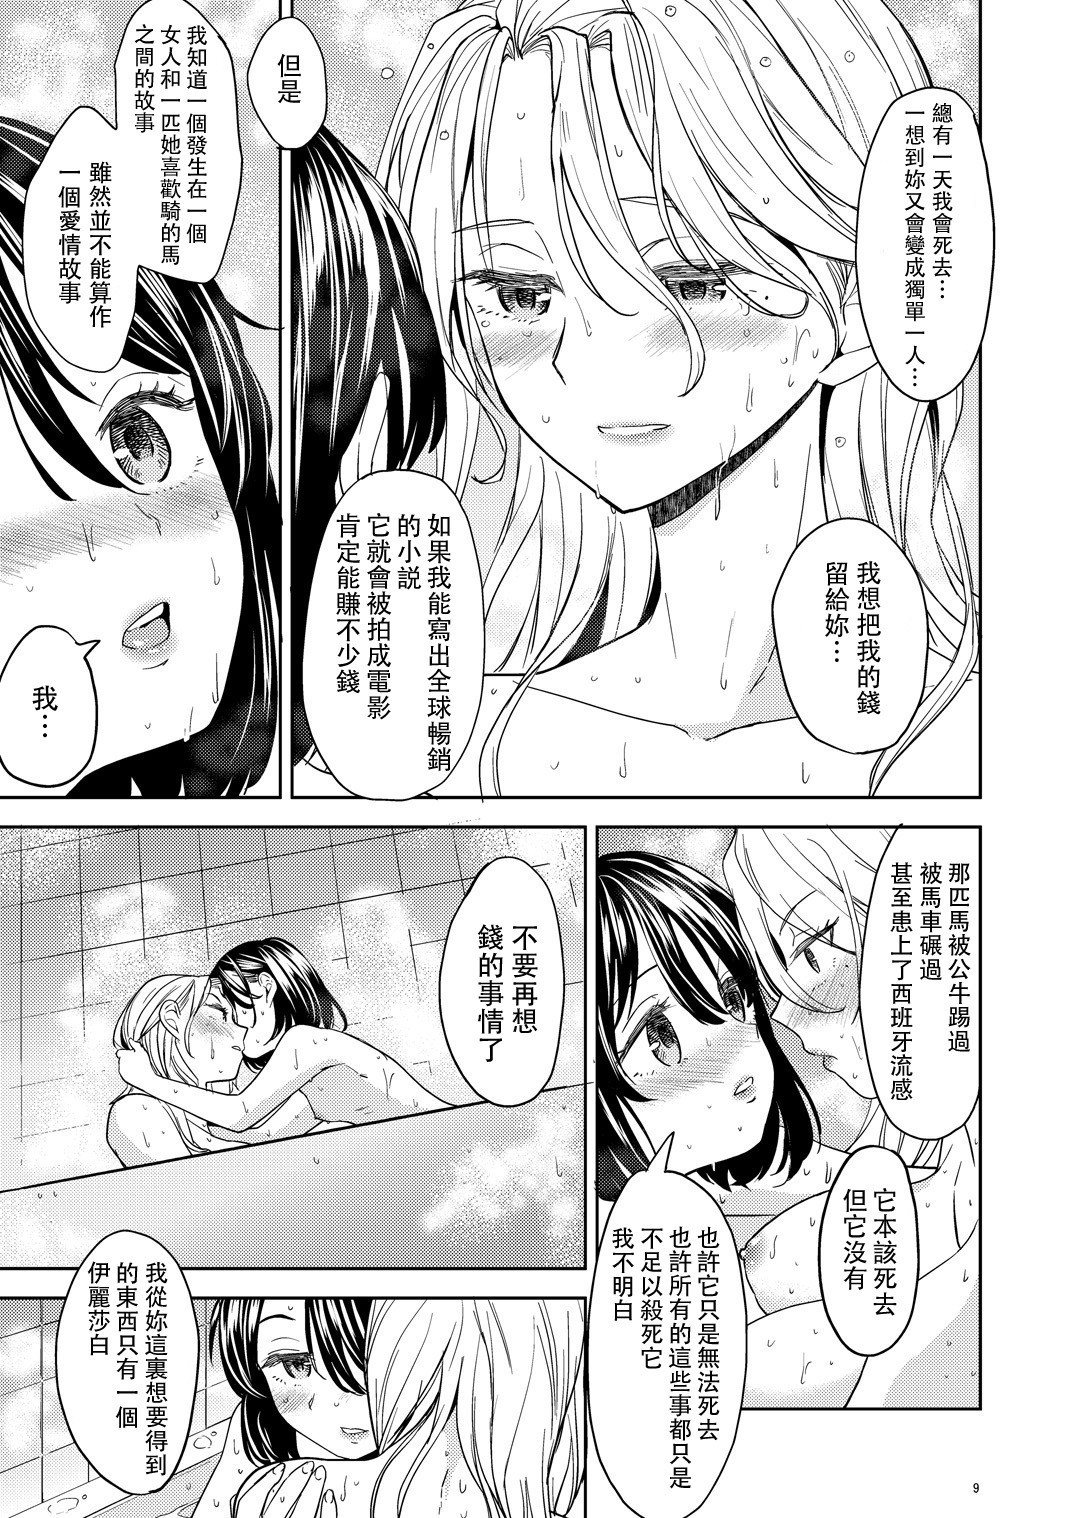 總有一天我會死去…
一想到妳又會變成獨單一人…
我想把我的錢
留給妳…
如果我能寫出全球暢銷
的小説
它就會被拍成電影
肯定能賺不少錢
但是
我知道一個發生在一個
女人和一匹她喜歡騎的馬
之間的故事
雖然並不能算作
一個愛情故事
我…
那匹馬被公牛踢過
被馬車碾過
甚至患上了西班牙流感
它本該死去
但它沒有
也許它只是無法死去
也許所有的這些事都只是
不足以殺死它
我不明白
不要再想
錢的事情了
我從妳這裏想要得到
的東西只有一個
伊麗莎白
9